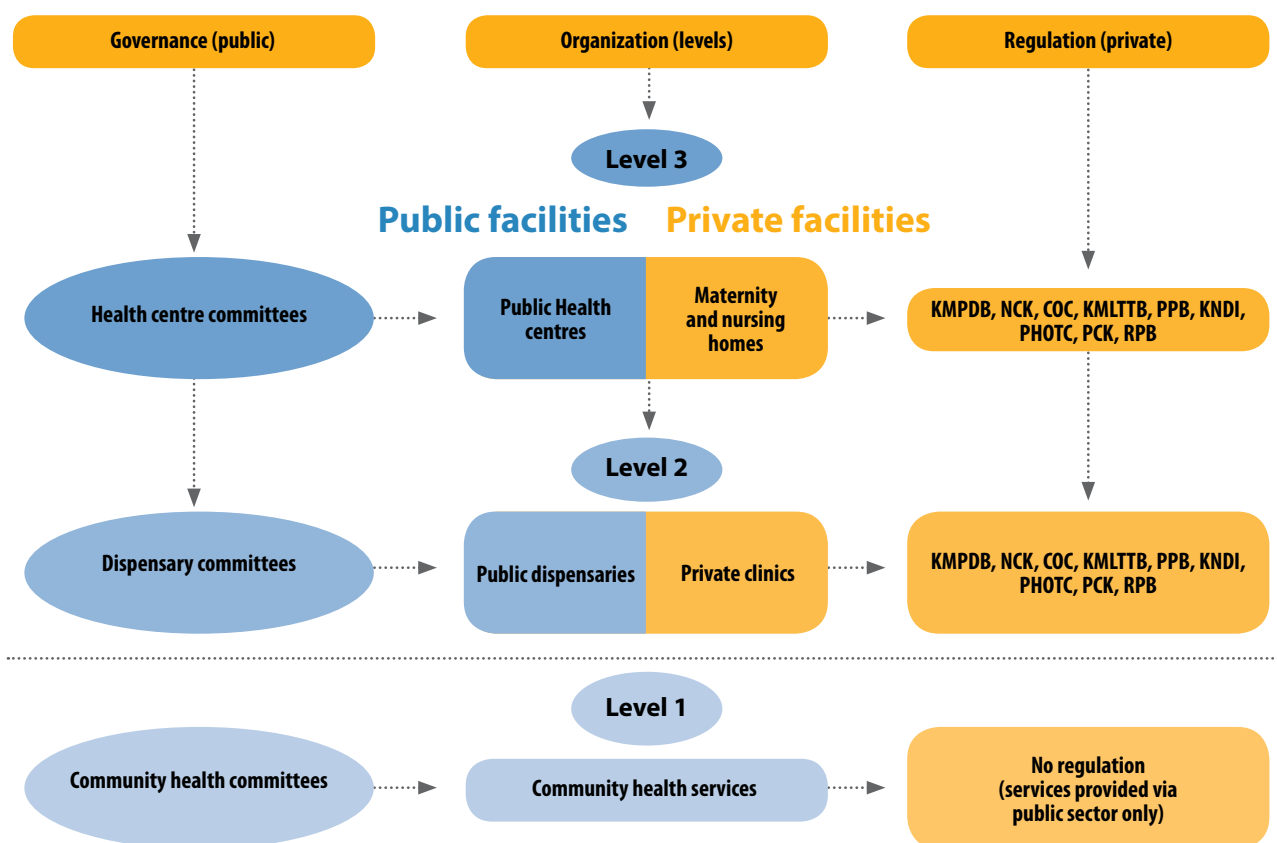 Governance (public)
Organization (levels)
Regulation (private)
Level 3
Public facilities
Private facilities
Health centre committees
Public Health
centres
Maternity
and nursing
homes
KMPDB, NCK, COC, KMLTTB, PPB, KNDI,
PHOTC, PCK, RPB
Level 2
Dispensary committees
Public dispensaries
Private clinics
KMPDB, NCK, COC, KMLTTB, PPB, KNDI,
PHOTC, PCK, RPB
Level 1
Community health committees
Community health services
No regulation
(services provided via
public sector only)